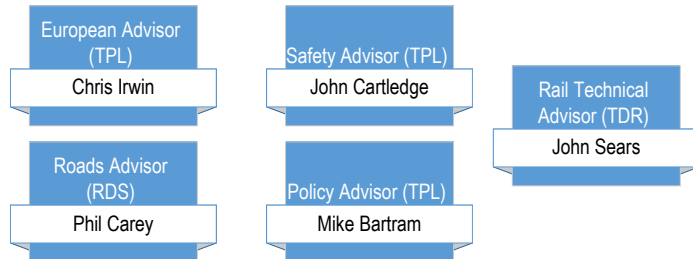 European Advisor
(TPL)
Chris Irwin
Safety Advisor (TPL)
John Cartledge
Rail Technical
Advisor (TDR)
John Sears
Roads Advisor
(RDS)
Phil Carey
Policy Advisor (TPL)
Mike Bartram